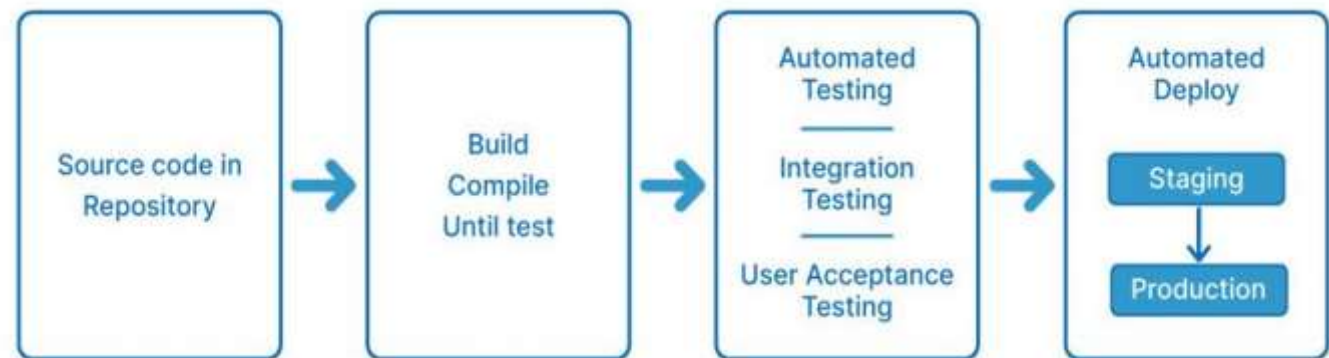 Source code in
Repository
Build
Compile
Until test
Automated
Testing
Integration
Testing
User Acceptance
Testing
Automated
Deploy
Staging
Production